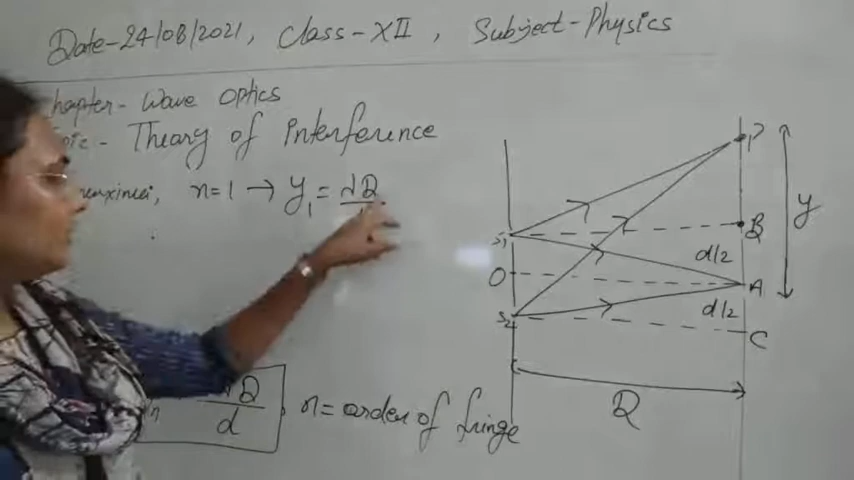 Date-24/08/2021, Class-XII, Subject-Physics
chapter- Wave Optics
Theory of Interference
n=1 → y₁ = λD
D
d
n = order of fringe
P
y
B
S₁
d/2
O
A
d/2
S₂
C
D